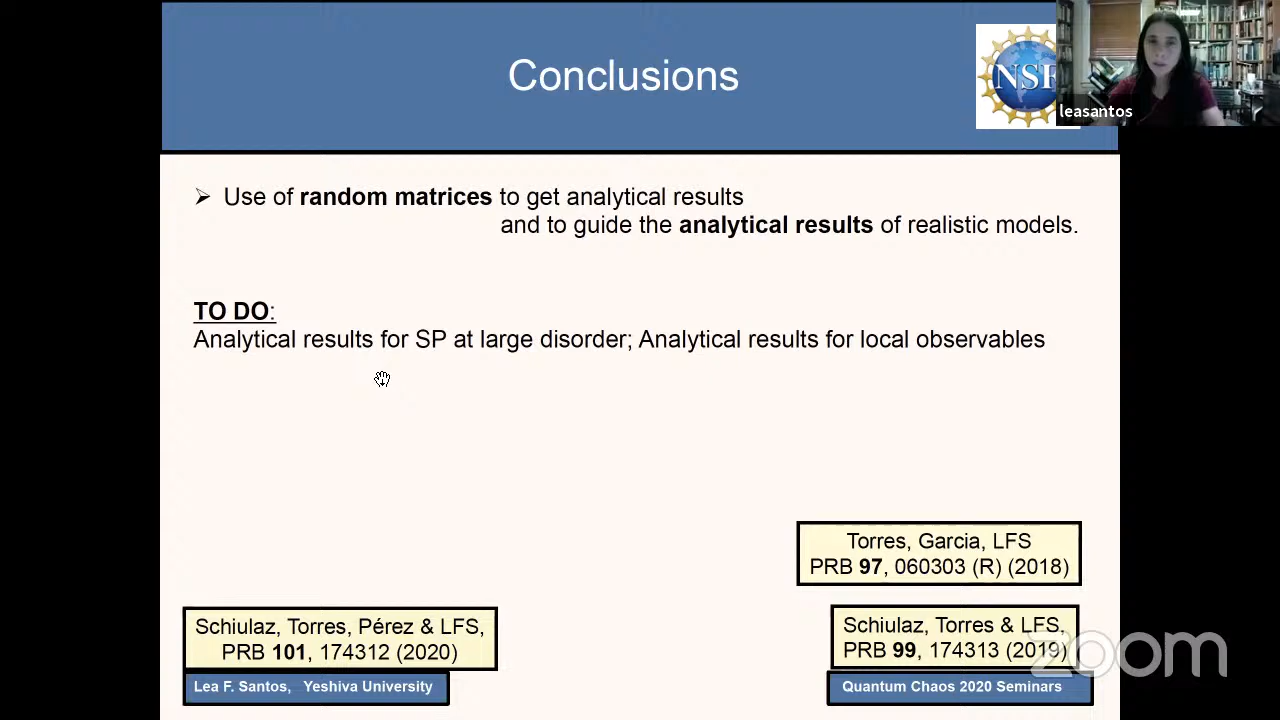 Conclusions
NSF
leasantos
➢ Use of random matrices to get analytical results
and to guide the analytical results of realistic models.
TO DO:
Analytical results for SP at large disorder; Analytical results for local observables
Torres, Garcia, LFS
PRB 97, 060303 (R) (2018)
Schiulaz, Torres, Pérez & LFS,
PRB 101, 174312 (2020)
Schiulaz, Torres & LFS,
PRB 99, 174313 (2019)
zoom
Lea F. Santos, Yeshiva University
Quantum Chaos 2020 Seminars